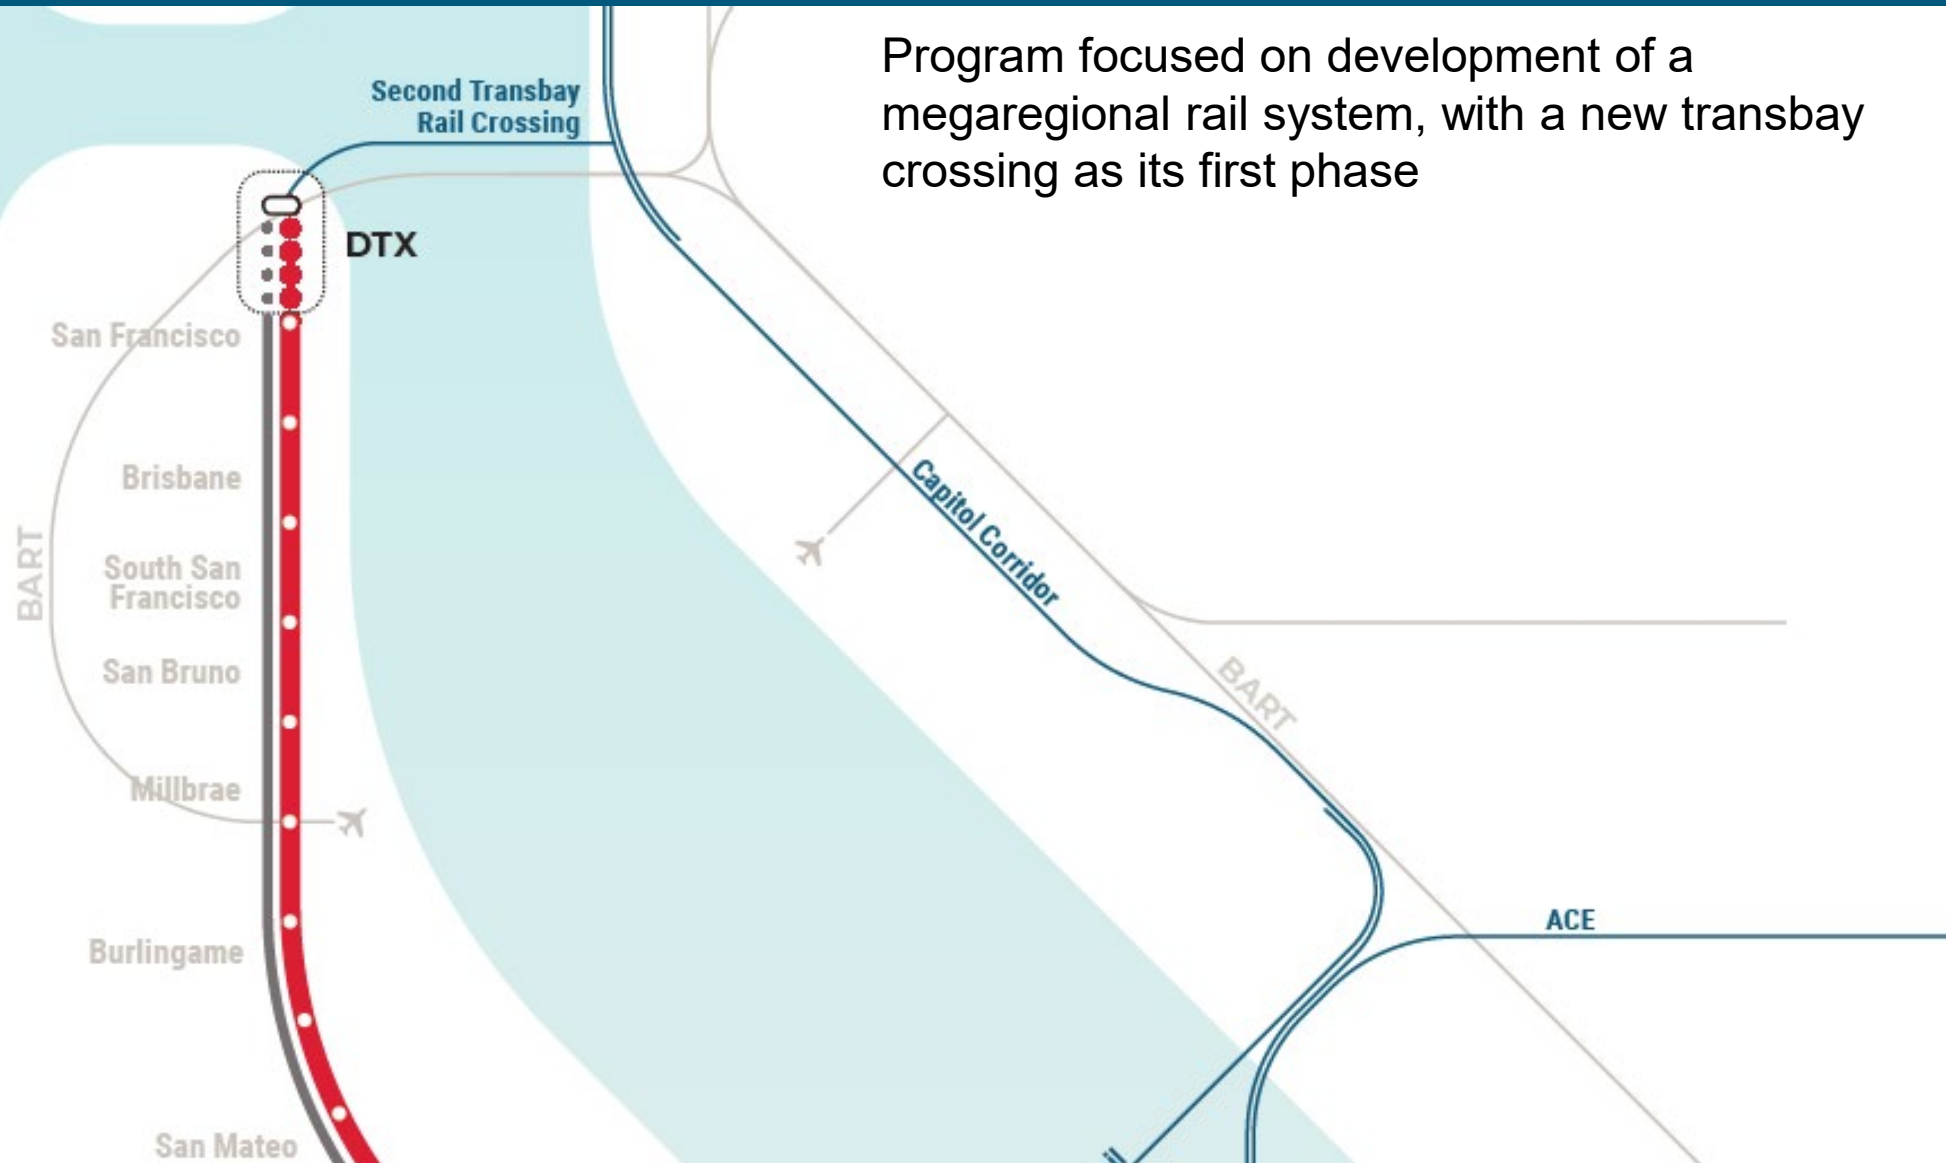 Program focused on development of a
megaregional rail system, with a new transbay
crossing as its first phase
Second Transbay
Rail Crossing
DTX
San Francisco
Brisbane
BART
South San
Francisco
San Bruno
Millbrae
Burlingame
San Mateo
Capitol Corridor
BART
ACE